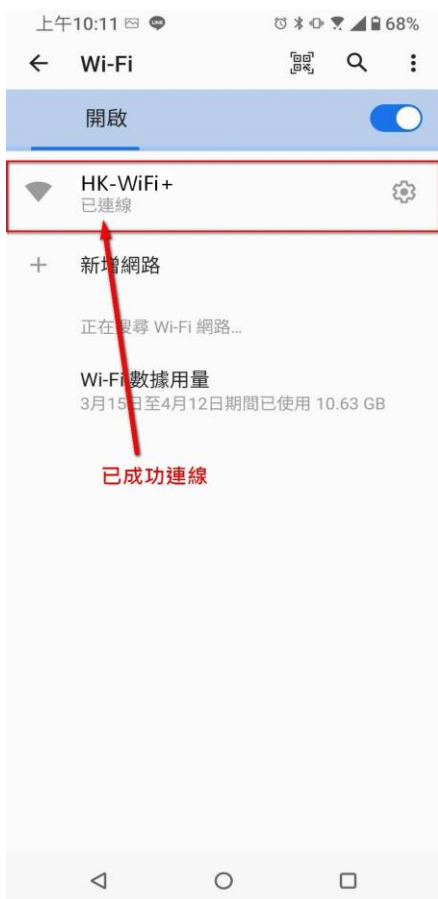 上午10:11
68%
Wi-Fi
開啟
HK-WiFi+
已連線
新增網路
正在搜尋 Wi-Fi 網路...
Wi-Fi 數據用量
3月15日至4月12日期間已使用 10.63 GB
已成功連線